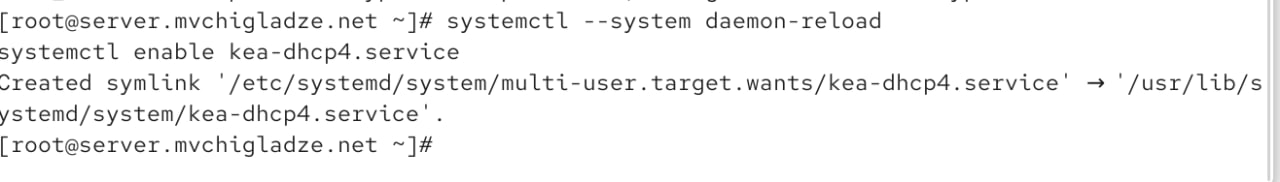 [root@server.mvchigladze.net ~]# systemctl --system daemon-reload
systemctl enable kea-dhcp4.service
Created symlink '/etc/systemd/system/multi-user.target.wants/kea-dhcp4.service' → '/usr/lib/s
ystemd/system/kea-dhcp4.service'.
[root@server.mvchigladze.net ~]#